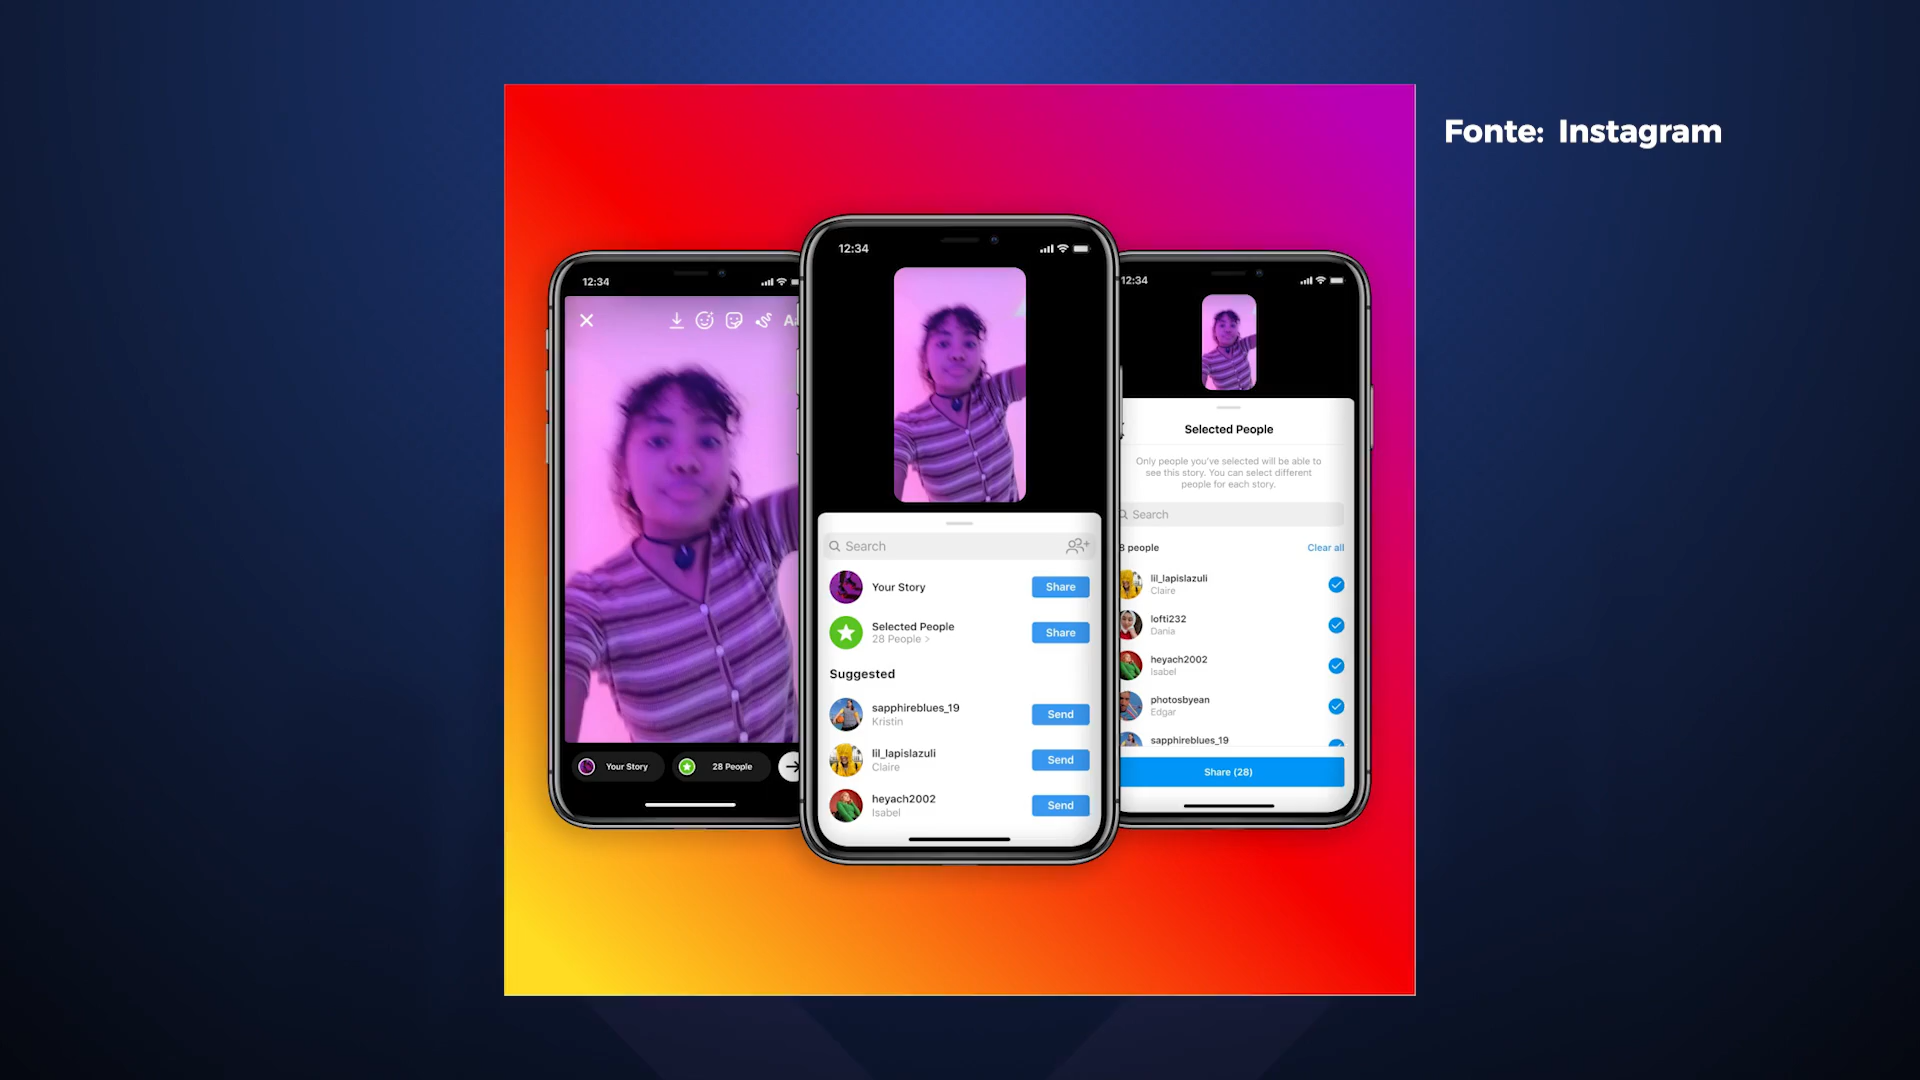 Fonte: Instagram
12:34
Your Story
28 People
12:34
Search
Your Story
Share
Selected People
28 People >
Share
Suggested
sapphireblues_19
Kristin
Send
lil_lapislazuli
Claire
Send
heyach2002
Isabel
Send
12:34
Selected People
Only people you've selected will be able to
see this story. You can select different
people for each story.
Search
8 people
Clear all
lil_lapislazuli
Claire
lofti232
Dania
heyach2002
Isabel
photosbyean
Edgar
sapphireblues_19
Share (28)